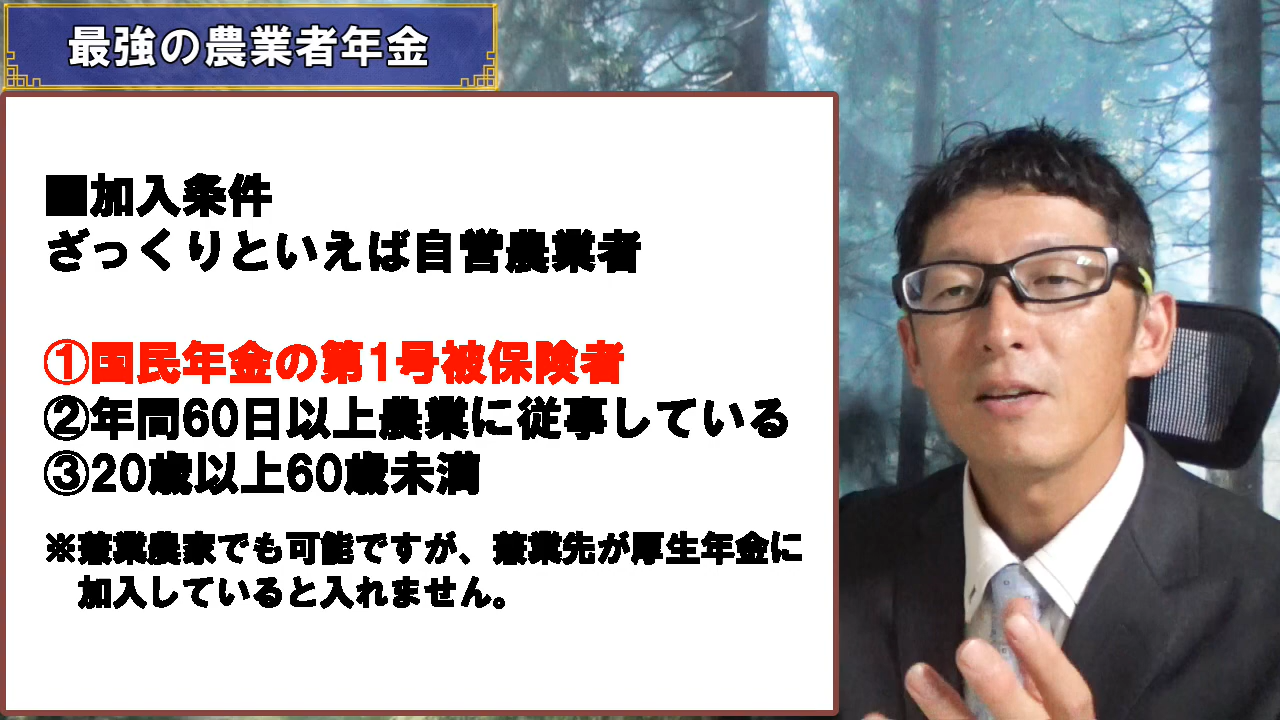 最強の農業者年金
■加入条件
ざっくりといえば自営農業者
①国民年金の第1号被保険者
②年間60日以上農業に従事している
③20歳以上60歳未満
※兼業農家でも可能ですが、兼業先が厚生年金に
加入していると入れません。